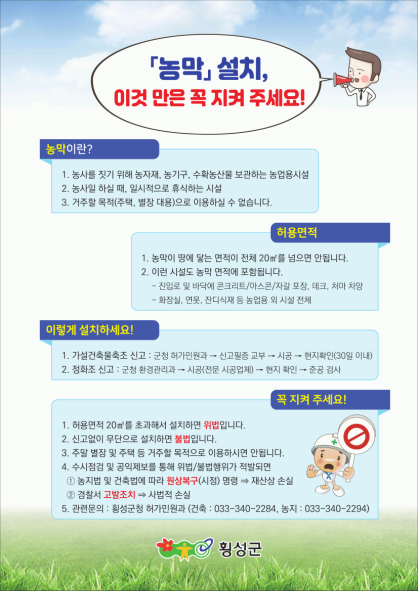 「농막」 설치,
이것 만은 꼭 지켜 주세요!
농막이란?
1. 농사를 짓기 위해 농자재, 농기구, 수확농산물 보관하는 농업용시설
2. 농사일 하실 때, 일시적으로 휴식하는 시설
3. 거주할 목적(주택, 별장 대용)으로 이용하실 수 없습니다.
허용면적
1. 농막이 땅에 닿는 면적이 전체 20㎡를 넘으면 안됩니다.
2. 이런 시설도 농막 면적에 포함됩니다.
- 진입로 및 바닥에 콘크리트/아스콘/자갈 포장, 데크, 처마 차양
- 화장실, 연못, 잔디식재 등 농업용 외 시설 전체
이렇게 설치하세요!
1. 가설건축물축조 신고 : 군청 허가민원과 → 신고필증 교부 → 시공 → 현지확인(30일 이내)
2. 정화조 신고 : 군청 환경관리과 → 시공(전문 시공업체) → 현지 확인 → 준공 검사
꼭 지켜 주세요!
1. 허용면적 20㎡를 초과해서 설치하면 위법입니다.
2. 신고없이 무단으로 설치하면 불법입니다.
3. 주말 별장 및 주택 등 거주할 목적으로 이용하시면 안됩니다.
4. 수시점검 및 공익제보를 통해 위법/불법행위가 적발되면
① 농지법 및 건축법에 따라 원상복구(시정) 명령 ⇒ 재산상 손실
② 경찰서 고발조치 ⇒ 사법적 손실
5. 관련문의 : 횡성군청 허가민원과 (건축 : 033-340-2284, 농지 : 033-340-2294)
횡성군